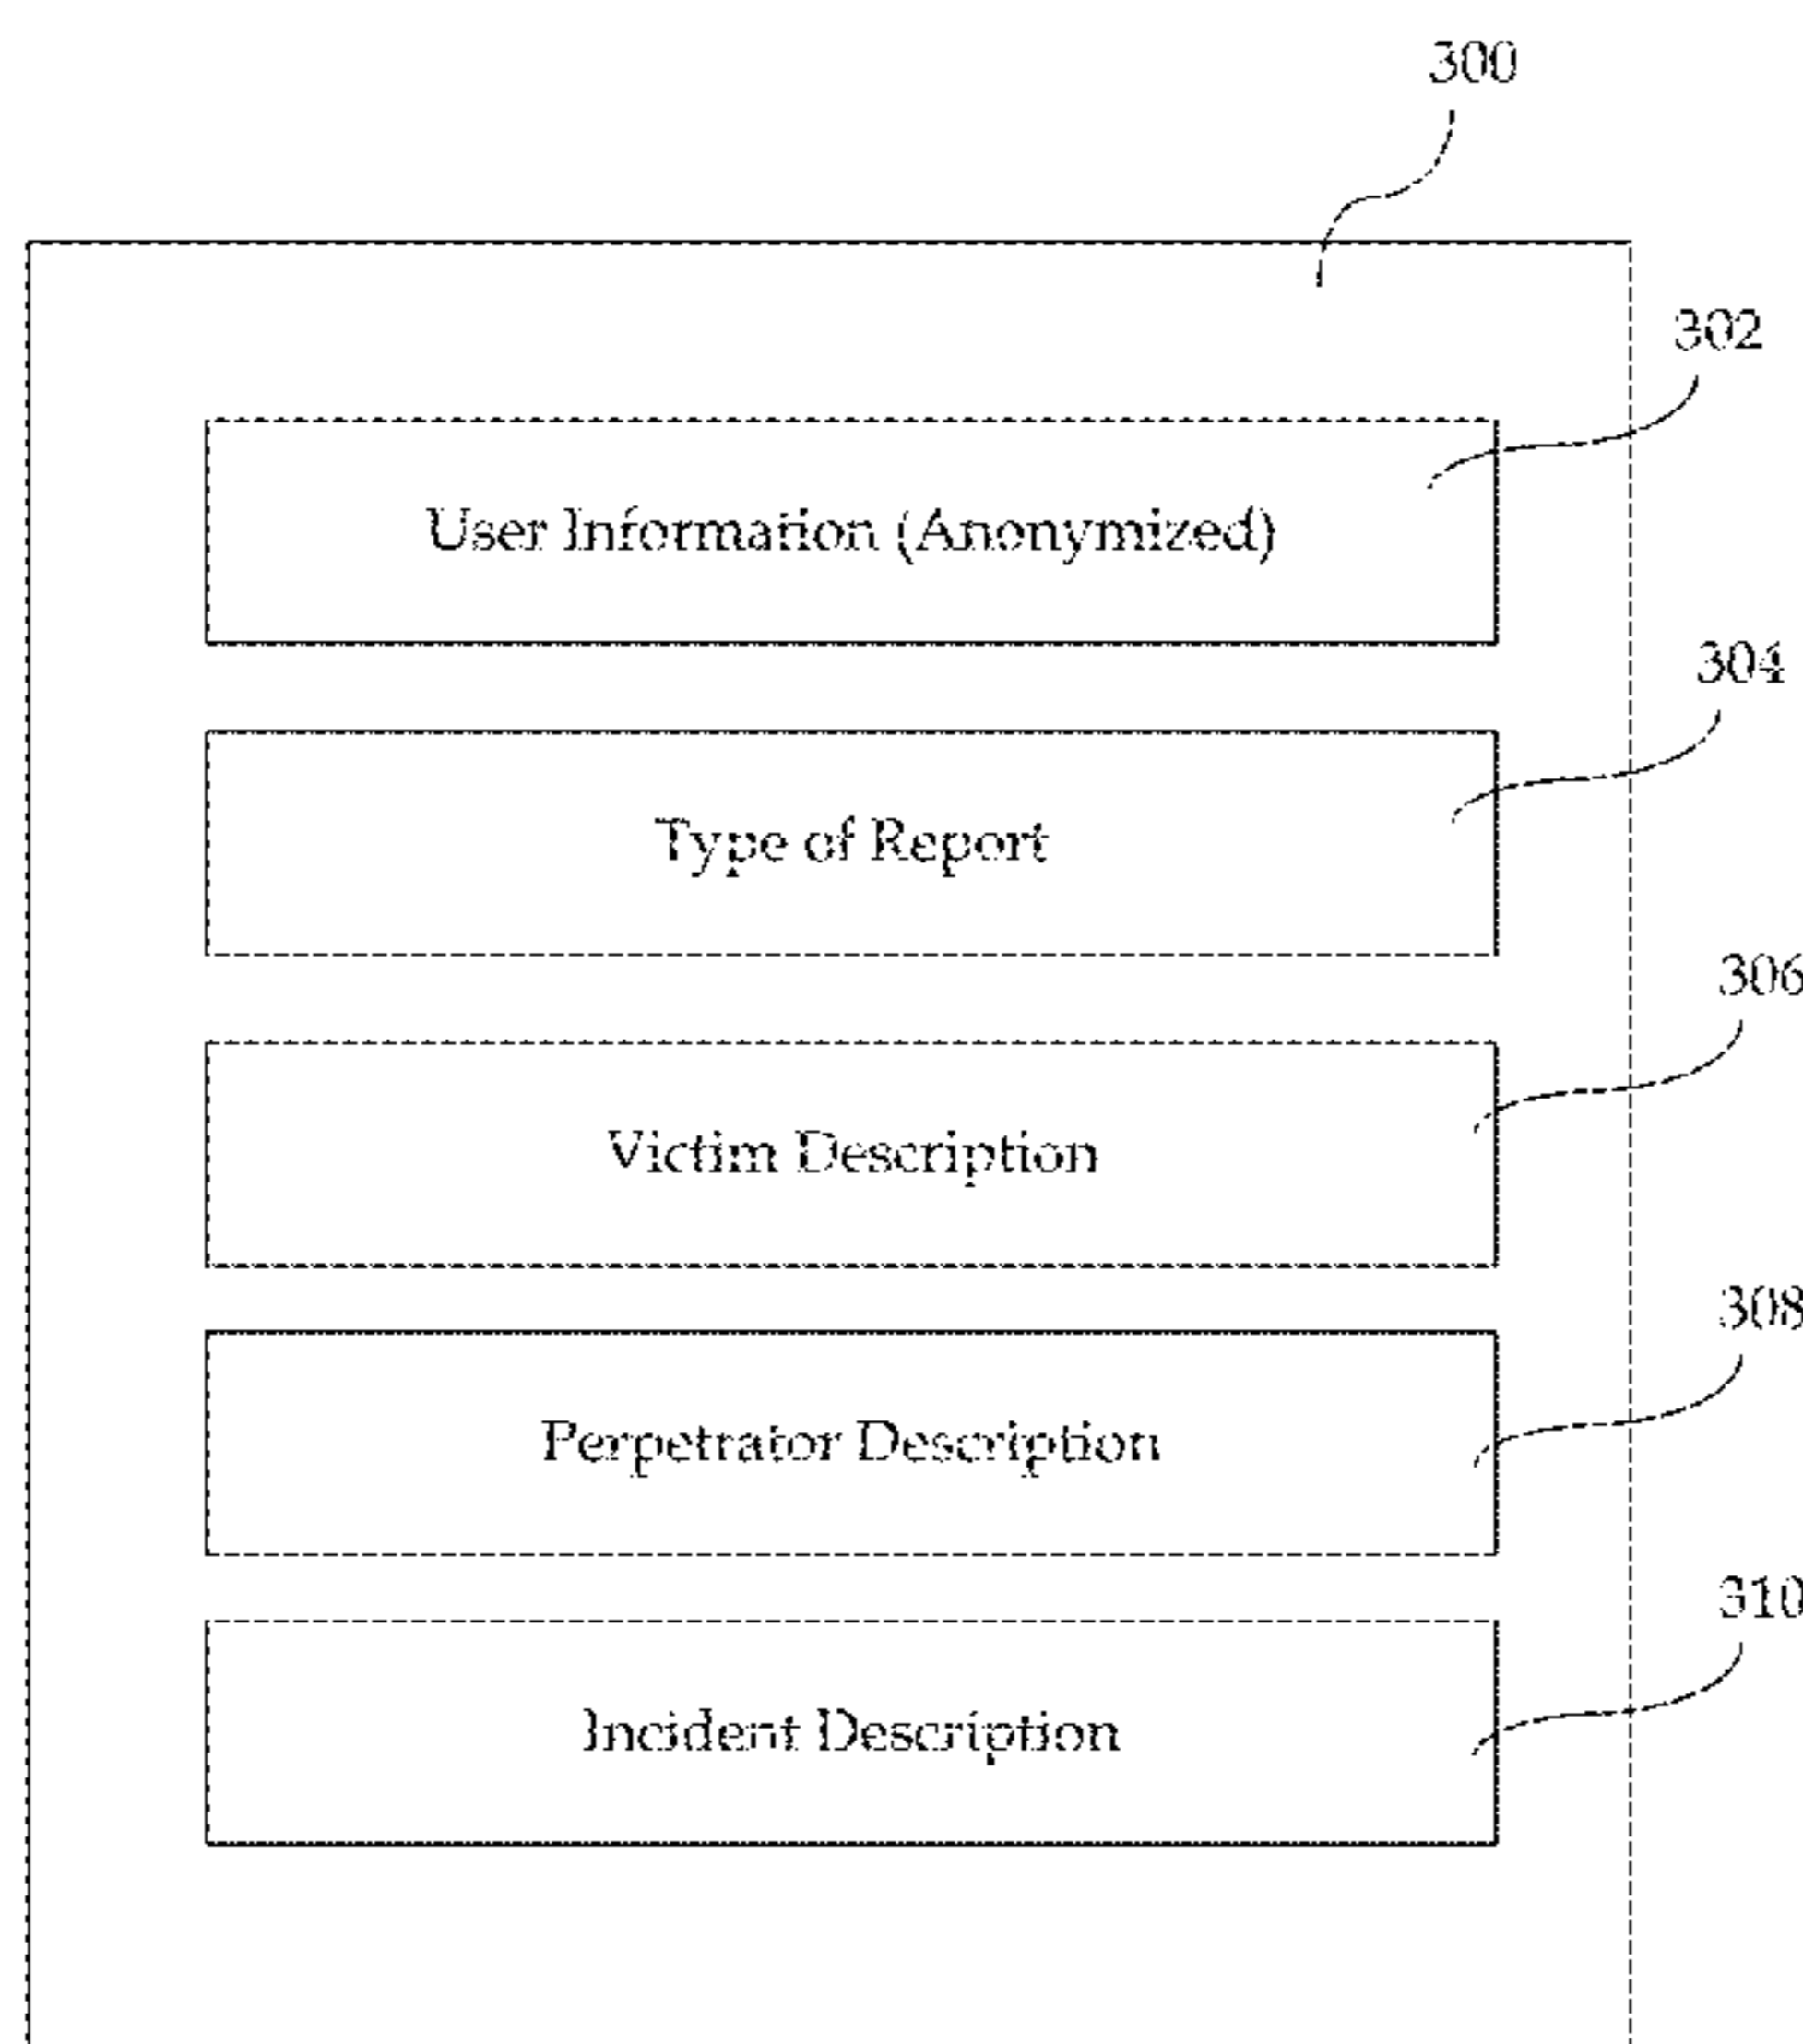 300
302
User Information (Anonymized)
304
Type of Report
306
Victim Description
308
Perpetrator Description
310
Incident Description